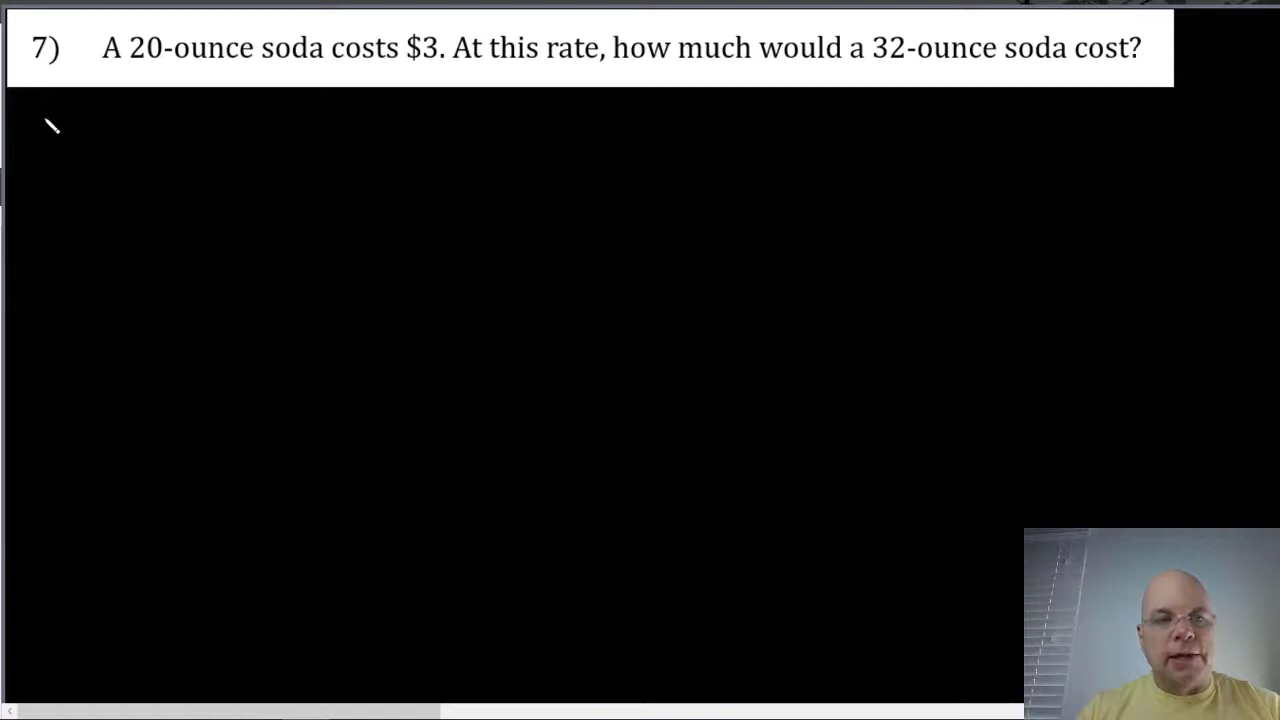 7) A 20-ounce soda costs $3. At this rate, how much would a 32-ounce soda cost?